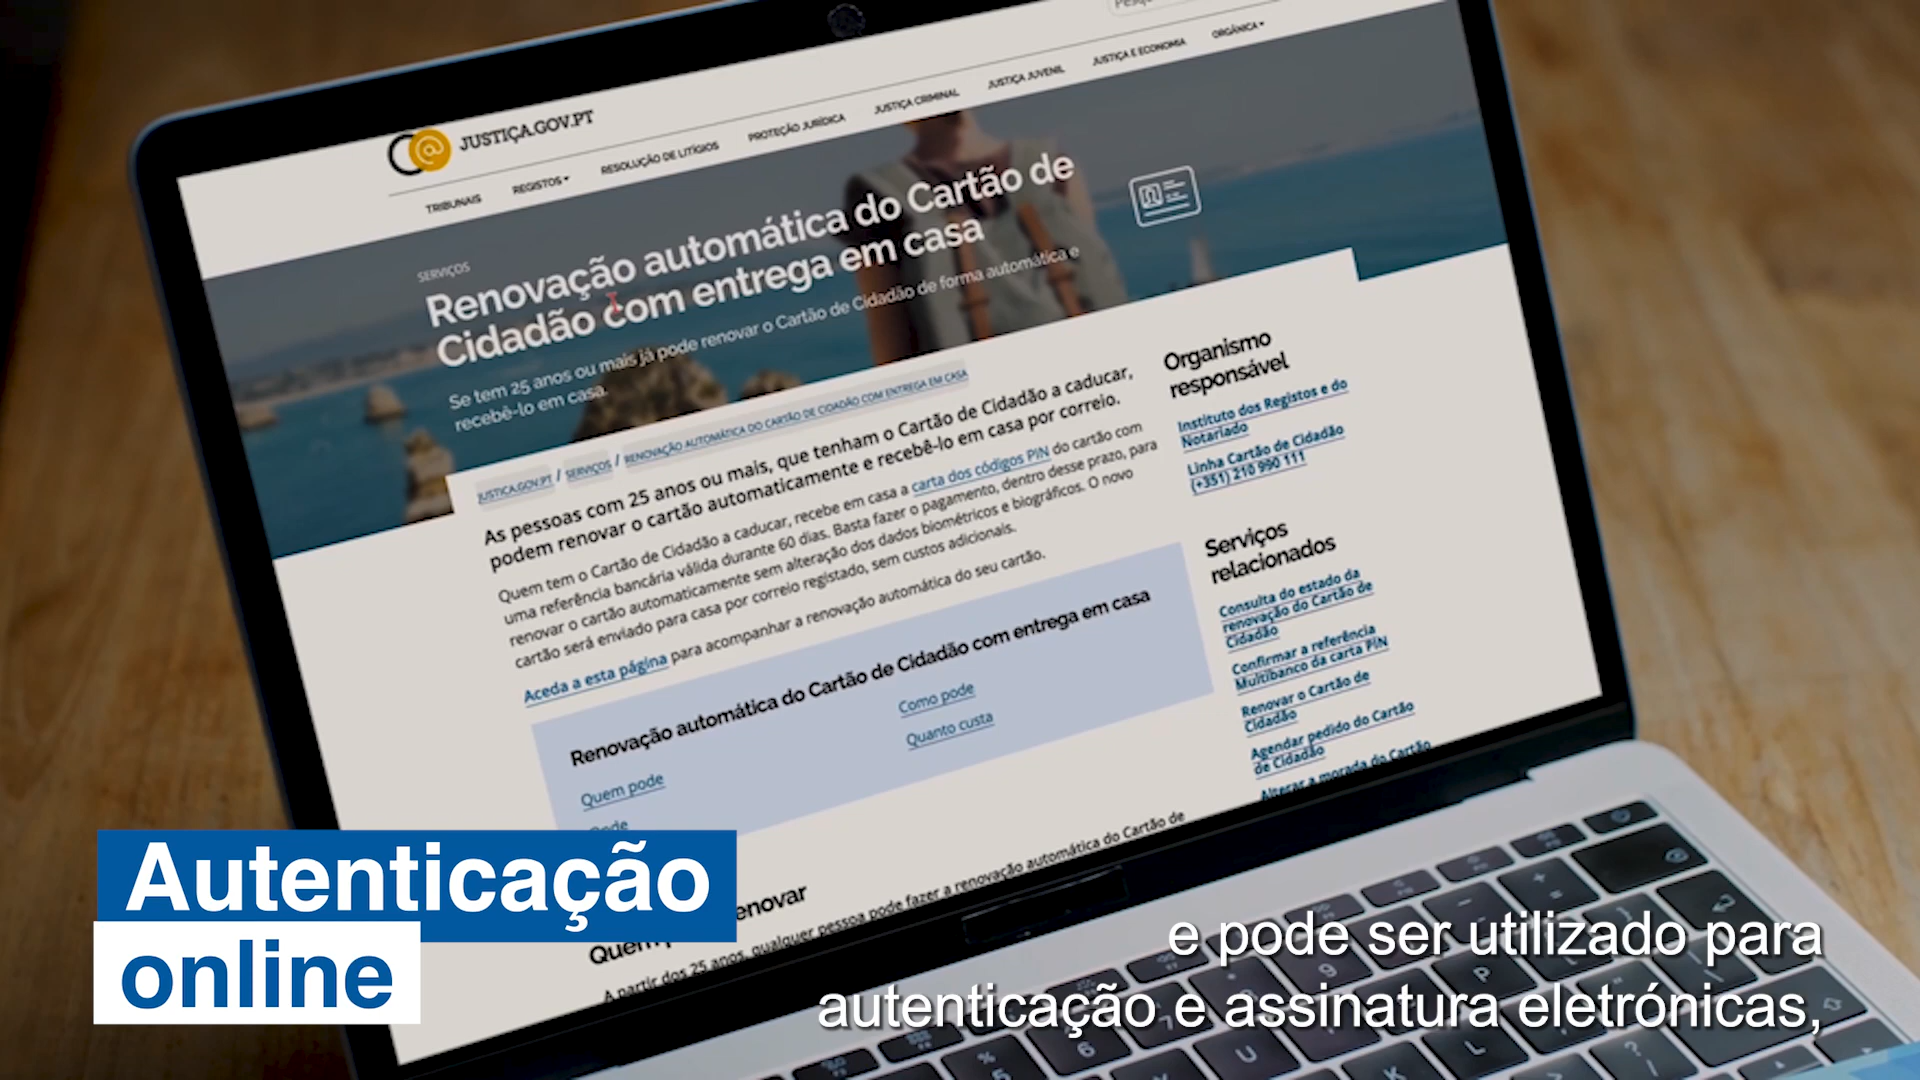 JUSTIÇA.GOV.PT
TRIBUNAIS
REGISTOS
RESOLUÇÃO DE LITÍGIOS
PROTEÇÃO JURÍDICA
JUSTIÇA CRIMINAL
JUSTIÇA JUVENIL
JUSTIÇA E ECONOMIA
ORGÂNICA
SERVIÇOS
Renovação automática do Cartão de
Cidadão com entrega em casa
Se tem 25 anos ou mais já pode renovar o Cartão de Cidadão de forma automática e
recebê-lo em casa.
JUSTICA.GOV.PT / SERVIÇOS / RENOVAÇÃO AUTOMÁTICA DO CARTÃO DE CIDADÃO COM ENTREGA EM CASA
As pessoas com 25 anos ou mais, que tenham o Cartão de Cidadão a caducar,
podem renovar o cartão automaticamente e recebê-lo em casa por correio.
Quem tem o Cartão de Cidadão a caducar, recebe em casa a carta dos códigos PIN do cartão com
uma referência bancária válida durante 60 dias. Basta fazer o pagamento, dentro desse prazo, para
renovar o cartão automaticamente sem alteração dos dados biométricos e biográficos. O novo
cartão será enviado para casa por correio registado, sem custos adicionais.
Aceda a esta página para acompanhar a renovação automática do seu cartão.
Renovação automática do Cartão de Cidadão com entrega em casa
Quem pode
Como pode
Quanto custa
Organismo
responsável
Instituto dos Registos e do
Notariado
Linha Cartão de Cidadão
(+351) 210 990 111
Serviços
relacionados
Consulta do estado da
renovação do Cartão de
Cidadão
Confirmar a referência
Multibanco da carta PIN
Renovar o Cartão de
Cidadão
Agendar pedido do Cartão
de Cidadão
Alterar a morada do Cartão
A partir dos 25 anos, qualquer pessoa pode fazer a renovação automática do Cartão de
Autenticação
online
e pode ser utilizado para
autenticação e assinatura eletrónicas,